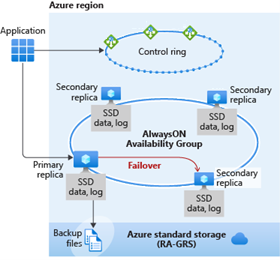 Azure region
Application
Control ring
Secondary
replica
Secondary
replica
SSD
data, log
SSD
data, log
AlwaysON
Availability Group
Primary
replica
Failover
SSD
data, log
Secondary
replica
SSD
data, log
Backup
files
Azure standard storage
(RA-GRS)